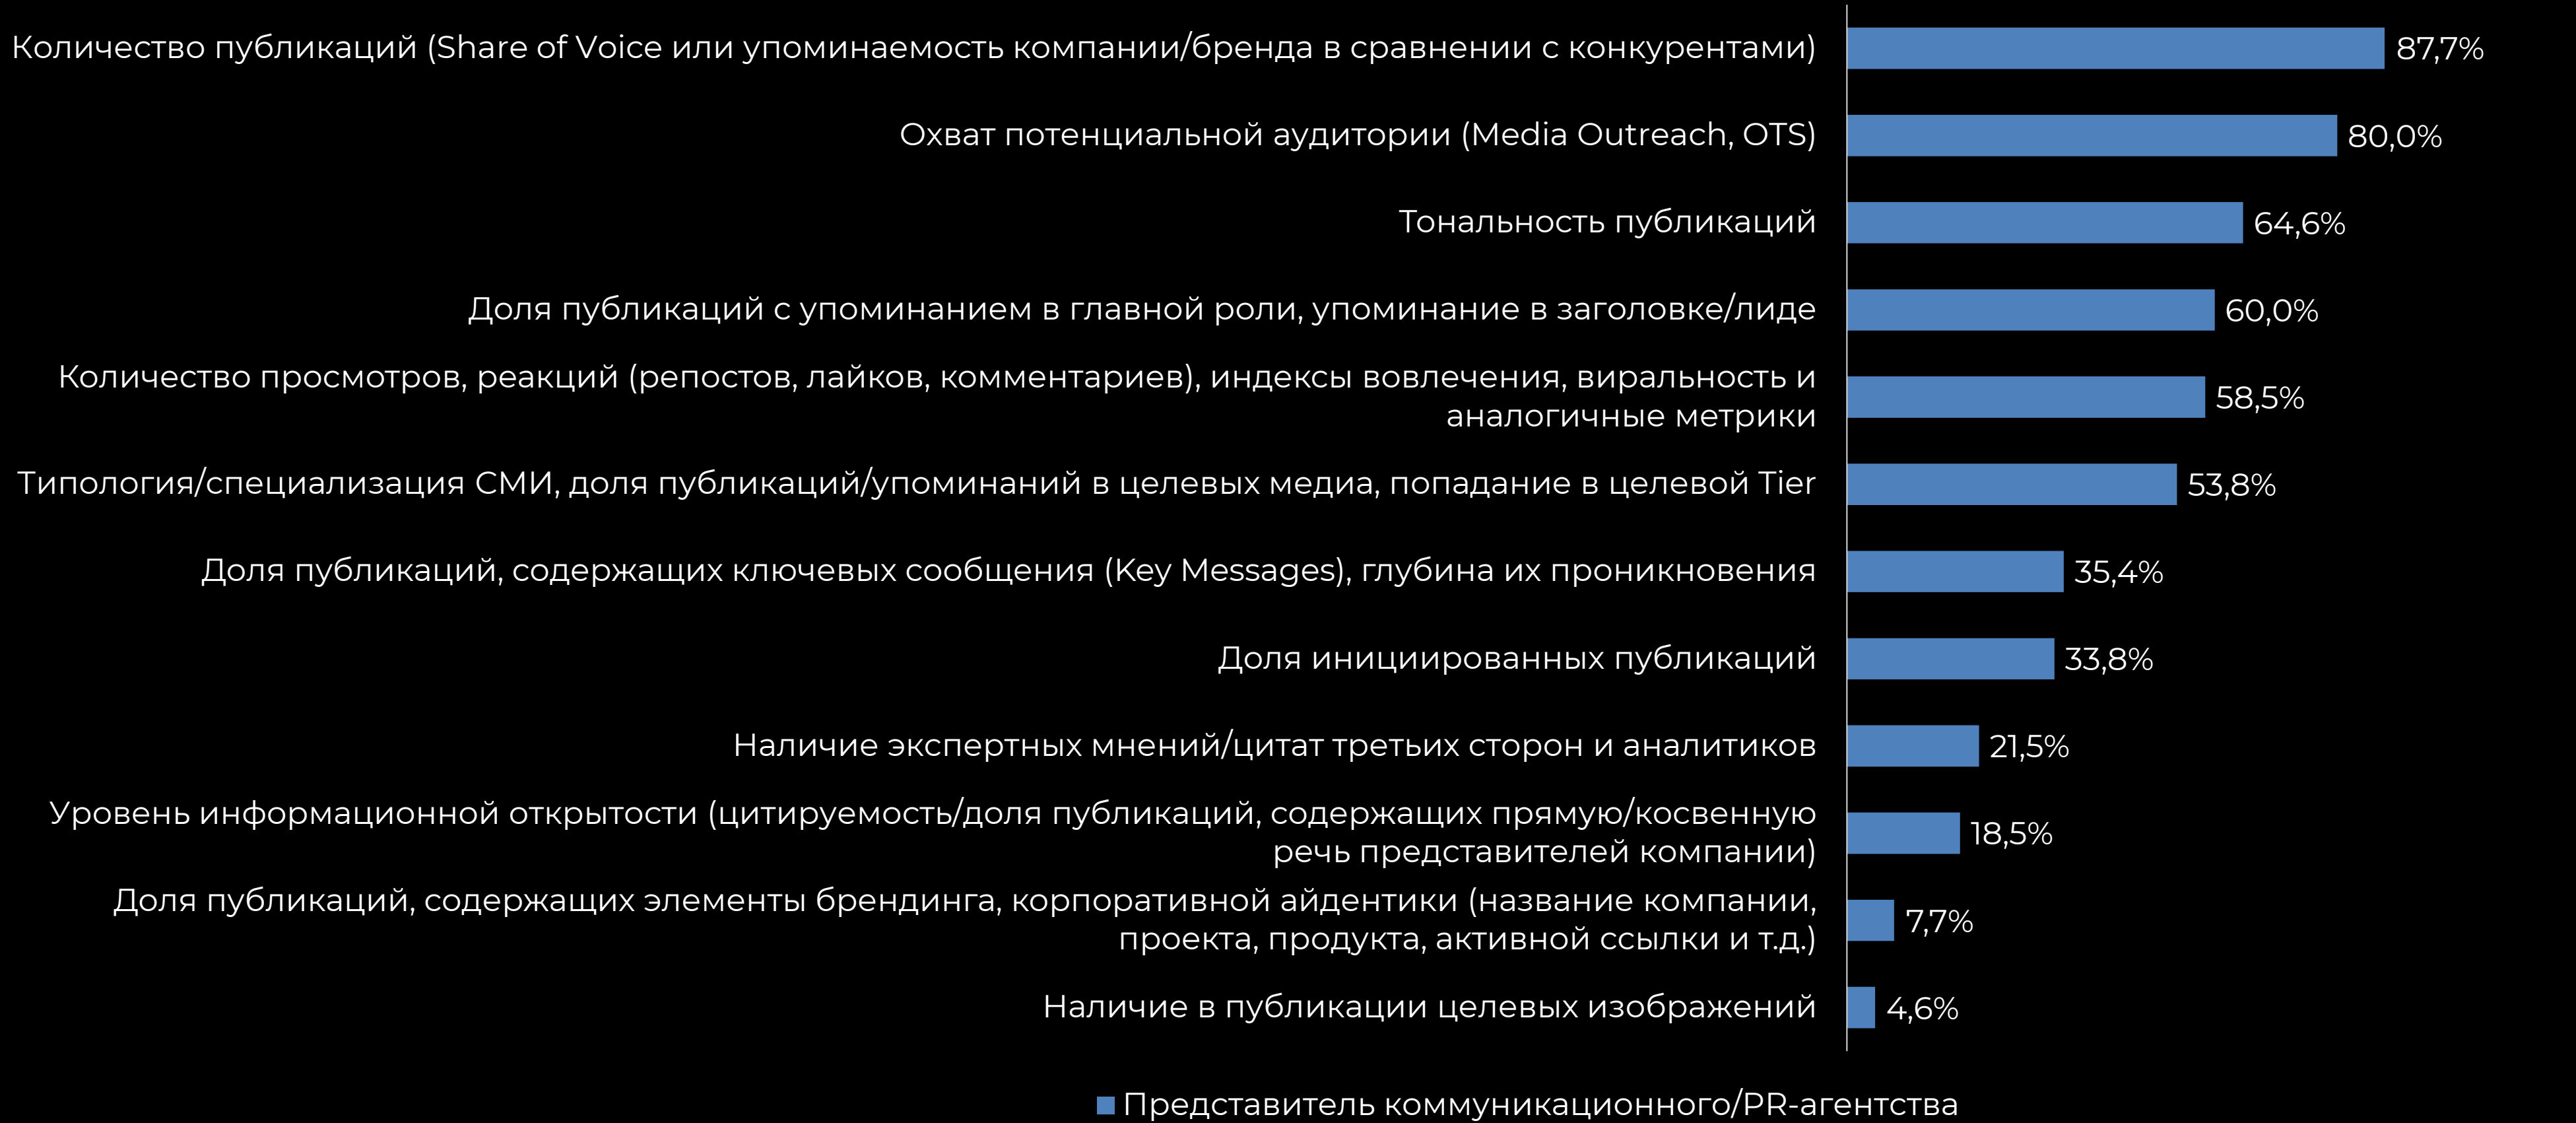 Количество публикаций (Share of Voice или упоминаемость компании/бренда в сравнении с конкурентами)
87,7%
Охват потенциальной аудитории (Media Outreach, OTS)
80,0%
Тональность публикаций
64,6%
Доля публикаций с упоминанием в главной роли, упоминание в заголовке/лиде
60,0%
Количество просмотров, реакций (репостов, лайков, комментариев), индексы вовлечения, виральность и
аналогичные метрики
58,5%
Типология/специализация СМИ, доля публикаций/упоминаний в целевых медиа, попадание в целевой Tier
53,8%
Доля публикаций, содержащих ключевых сообщения (Key Messages), глубина их проникновения
35,4%
Доля инициированных публикаций
33,8%
Наличие экспертных мнений/цитат третьих сторон и аналитиков
21,5%
Уровень информационной открытости (цитируемость/доля публикаций, содержащих прямую/косвенную
речь представителей компании)
18,5%
Доля публикаций, содержащих элементы брендинга, корпоративной айдентики (название компании,
проекта, продукта, активной ссылки и т.д.)
7,7%
Наличие в публикации целевых изображений
4,6%
Представитель коммуникационного/PR-агентства